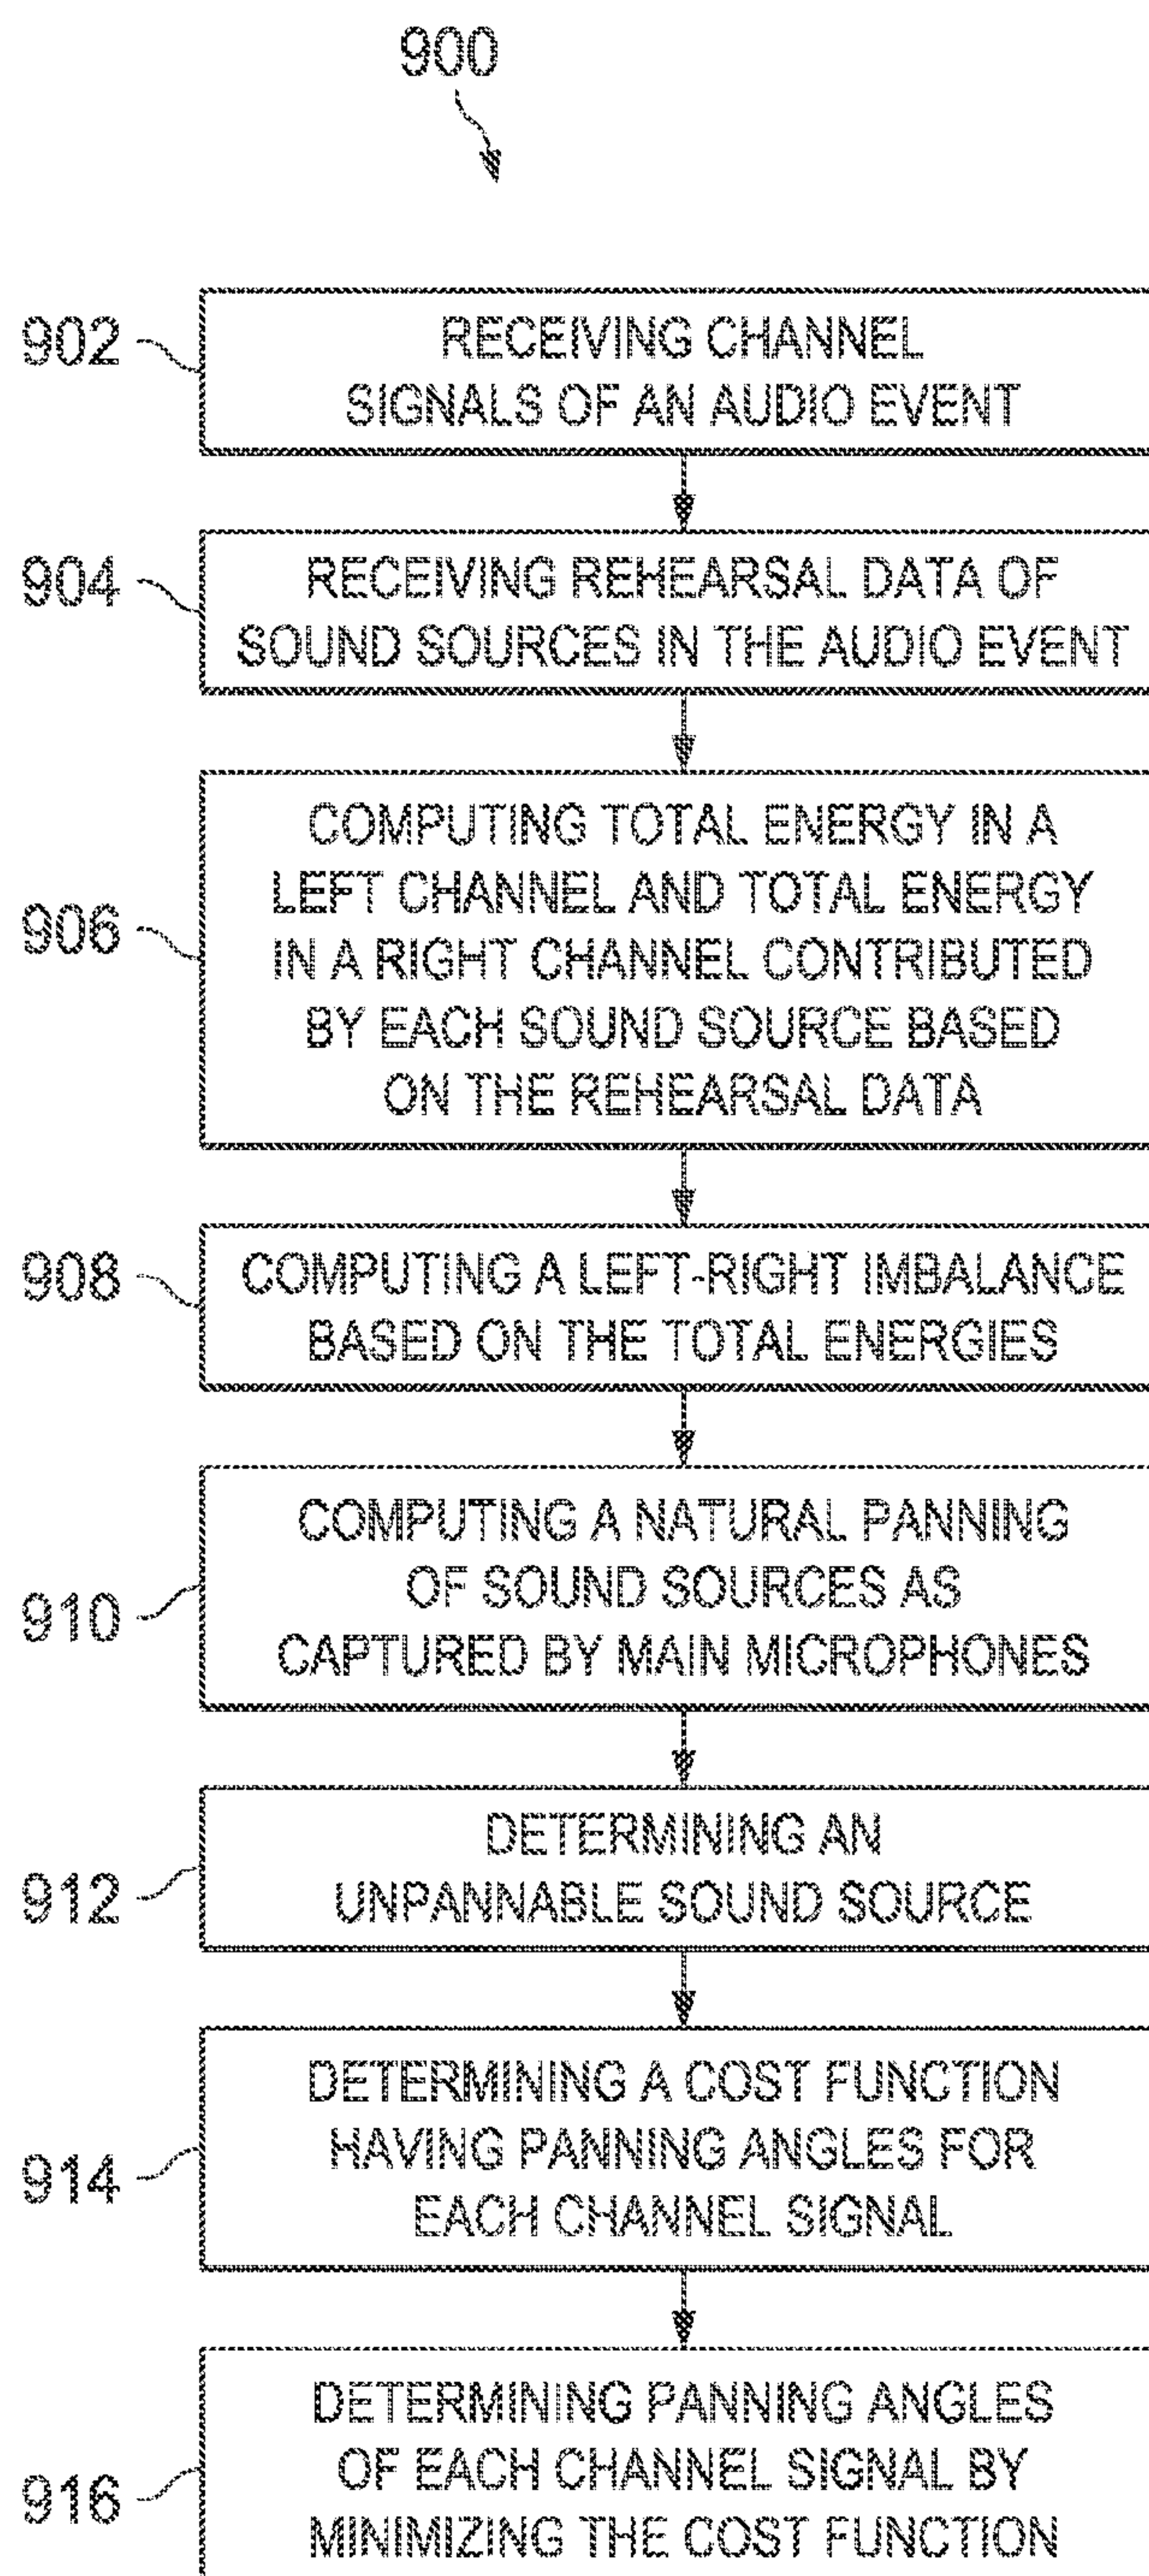 900
902
RECEIVING CHANNEL
SIGNALS OF AN AUDIO EVENT
904
RECEIVING REHEARSAL DATA OF
SOUND SOURCES IN THE AUDIO EVENT
906
COMPUTING TOTAL ENERGY IN A
LEFT CHANNEL AND TOTAL ENERGY
IN A RIGHT CHANNEL CONTRIBUTED
BY EACH SOUND SOURCE BASED
ON THE REHEARSAL DATA
908
COMPUTING A LEFT-RIGHT IMBALANCE
BASED ON THE TOTAL ENERGIES
910
COMPUTING A NATURAL PANNING
OF SOUND SOURCES AS
CAPTURED BY MAIN MICROPHONES
912
DETERMINING AN
UNPANNABLE SOUND SOURCE
914
DETERMINING A COST FUNCTION
HAVING PANNING ANGLES FOR
EACH CHANNEL SIGNAL
916
DETERMINING PANNING ANGLES
OF EACH CHANNEL SIGNAL BY
MINIMIZING THE COST FUNCTION